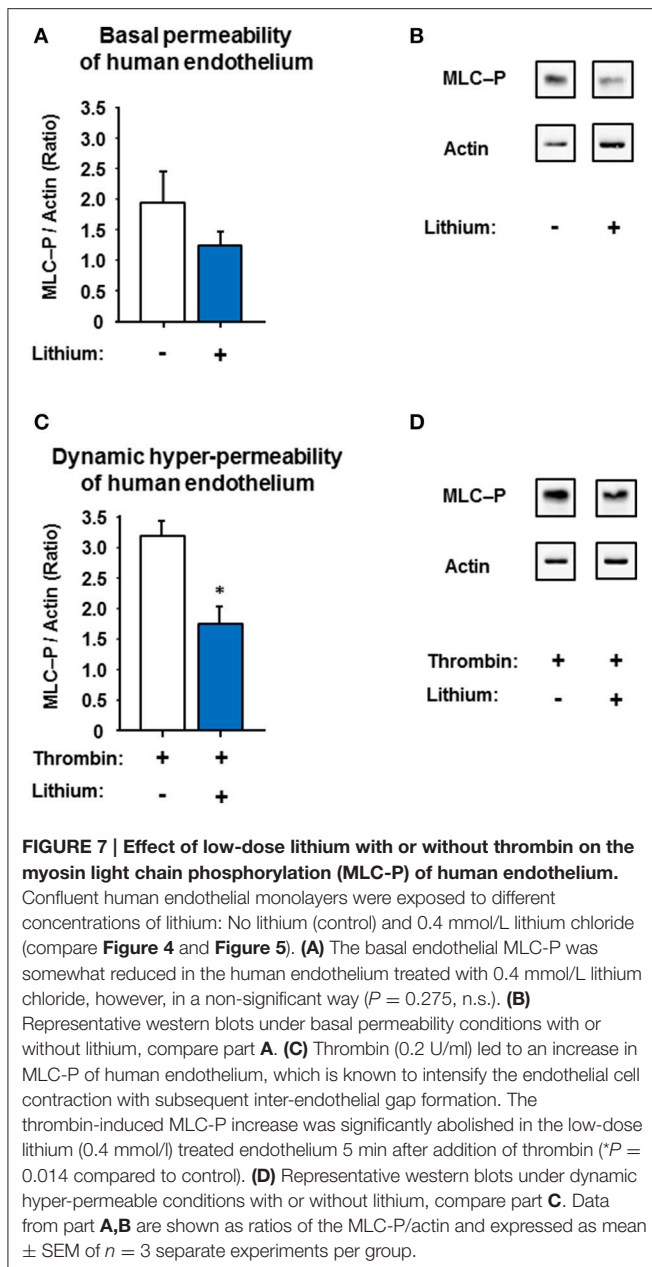 A
Basal permeability
of human endothelium
MLC–P / Actin (Ratio)
3.5
3.0
2.5
2.0
1.5
1.0
0.5
0
Lithium: - +
B
MLC–P
Actin
Lithium: - +
C
Dynamic hyper-permeability
of human endothelium
MLC–P / Actin (Ratio)
3.5
3.0
2.5
2.0
1.5
1.0
0.5
0
*
Thrombin: + +
Lithium: - +
D
MLC–P
Actin
Thrombin: + +
Lithium: - +
FIGURE 7 | Effect of low-dose lithium with or without thrombin on the
myosin light chain phosphorylation (MLC-P) of human endothelium.
Confluent human endothelial monolayers were exposed to different
concentrations of lithium: No lithium (control) and 0.4 mmol/L lithium chloride
(compare Figure 4 and Figure 5). (A) The basal endothelial MLC-P was
somewhat reduced in the human endothelium treated with 0.4 mmol/L lithium
chloride, however, in a non-significant way (P = 0.275, n.s.). (B)
Representative western blots under basal permeability conditions with or
without lithium, compare part A. (C) Thrombin (0.2 U/ml) led to an increase in
MLC-P of human endothelium, which is known to intensify the endothelial cell
contraction with subsequent inter-endothelial gap formation. The
thrombin-induced MLC-P increase was significantly abolished in the low-dose
lithium (0.4 mmol/l) treated endothelium 5 min after addition of thrombin (*P =
0.014 compared to control). (D) Representative western blots under dynamic
hyper-permeable conditions with or without lithium, compare part C. Data
from part A,B are shown as ratios of the MLC-P/actin and expressed as mean
± SEM of n = 3 separate experiments per group.